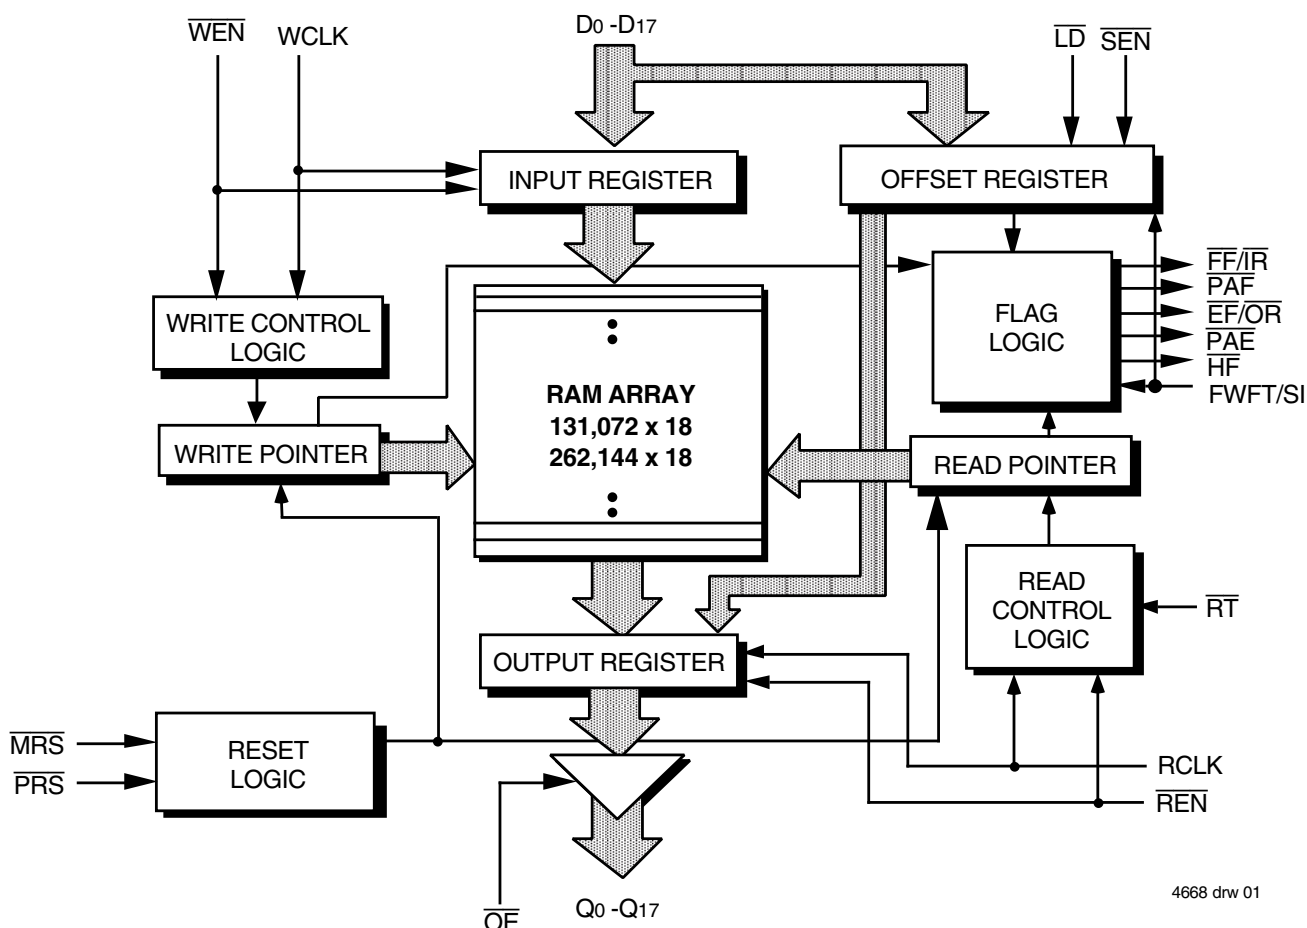 WEN
WCLK
D0 -D17
LD
SEN
INPUT REGISTER
OFFSET REGISTER
WRITE CONTROL
LOGIC
FLAG
LOGIC
FF/IR
PAF
EF/OR
PAE
HF
FWFT/SI
RAM ARRAY
131,072 x 18
262,144 x 18
WRITE POINTER
READ POINTER
READ
CONTROL
LOGIC
RT
OUTPUT REGISTER
MRS
PRS
RESET
LOGIC
RCLK
REN
OE
Q0 -Q17
4668 drw 01